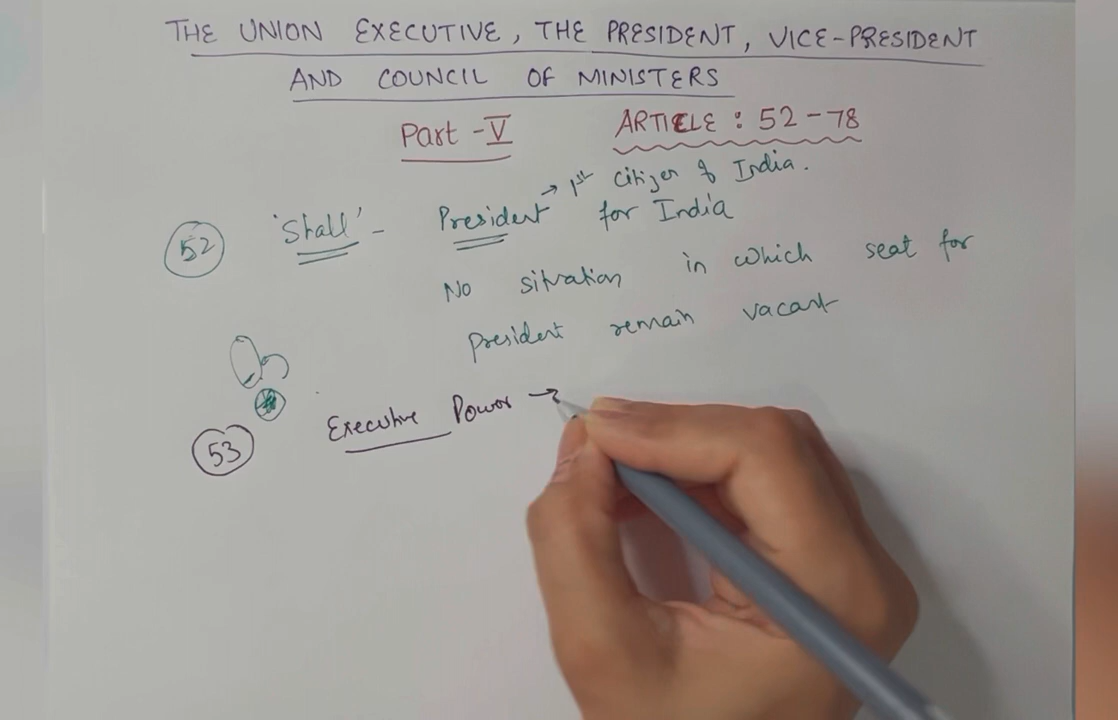 THE UNION EXECUTIVE, THE PRESIDENT, VICE-PRESIDENT
AND COUNCIL OF MINISTERS
Part - V ARTICLE : 52 - 78
→ 1st citizen of India.
52 'Shall' - President for India
No situation in which seat for
president remain vacant
53 Executive Power →